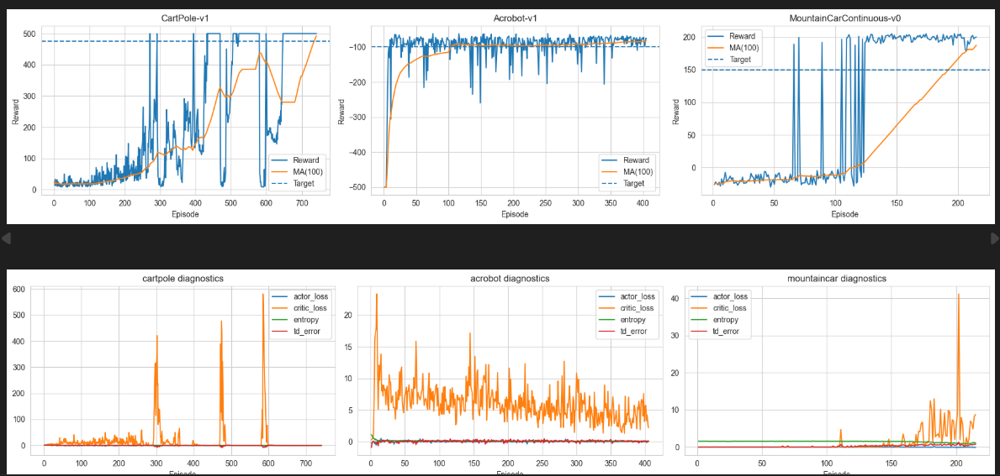 CartPole-v1
500
400
300
200
100
0
Reward
Reward
MA(100)
Target
0
100
200
300
400
500
600
700
Episode
Acrobot-v1
−100
−200
−300
−400
−500
Reward
Reward
MA(100)
Target
0
50
100
150
200
250
300
350
400
Episode
MountainCarContinuous-v0
200
150
100
50
0
Reward
Reward
MA(100)
Target
0
50
100
150
200
Episode
cartpole diagnostics
600
500
400
300
200
100
0
actor_loss
critic_loss
entropy
td_error
0
100
200
300
400
500
600
700
Episode
acrobot diagnostics
20
15
10
5
0
actor_loss
critic_loss
entropy
td_error
0
50
100
150
200
250
300
350
400
Episode
mountaincar diagnostics
40
30
20
10
0
actor_loss
critic_loss
entropy
td_error
0
50
100
150
200
Episode